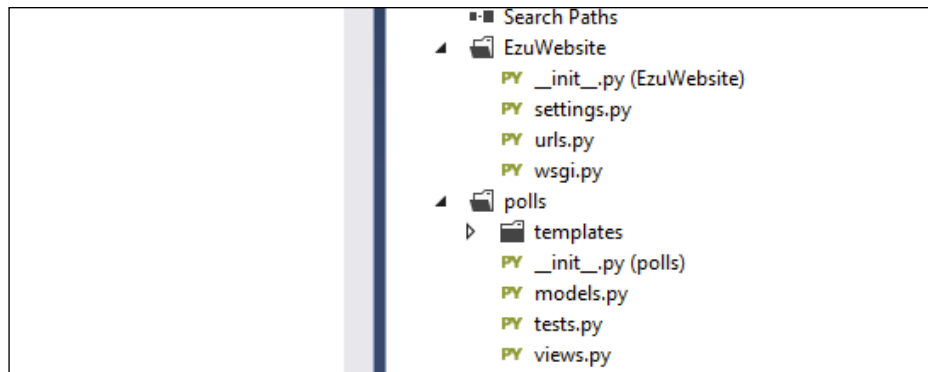 Search Paths
EzuWebsite
PY __init__.py (EzuWebsite)
PY settings.py
PY urls.py
PY wsgi.py
polls
templates
PY __init__.py (polls)
PY models.py
PY tests.py
PY views.py